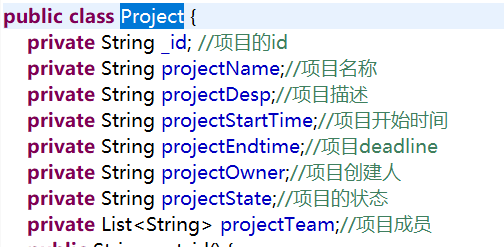 public class Project {
private String _id; //项目的id
private String projectName;//项目名称
private String projectDesp;//项目描述
private String projectStartTime;//项目开始时间
private String projectEndtime;//项目deadline
private String projectOwner;//项目创建人
private String projectState;//项目的状态
private List<String> projectTeam;//项目成员